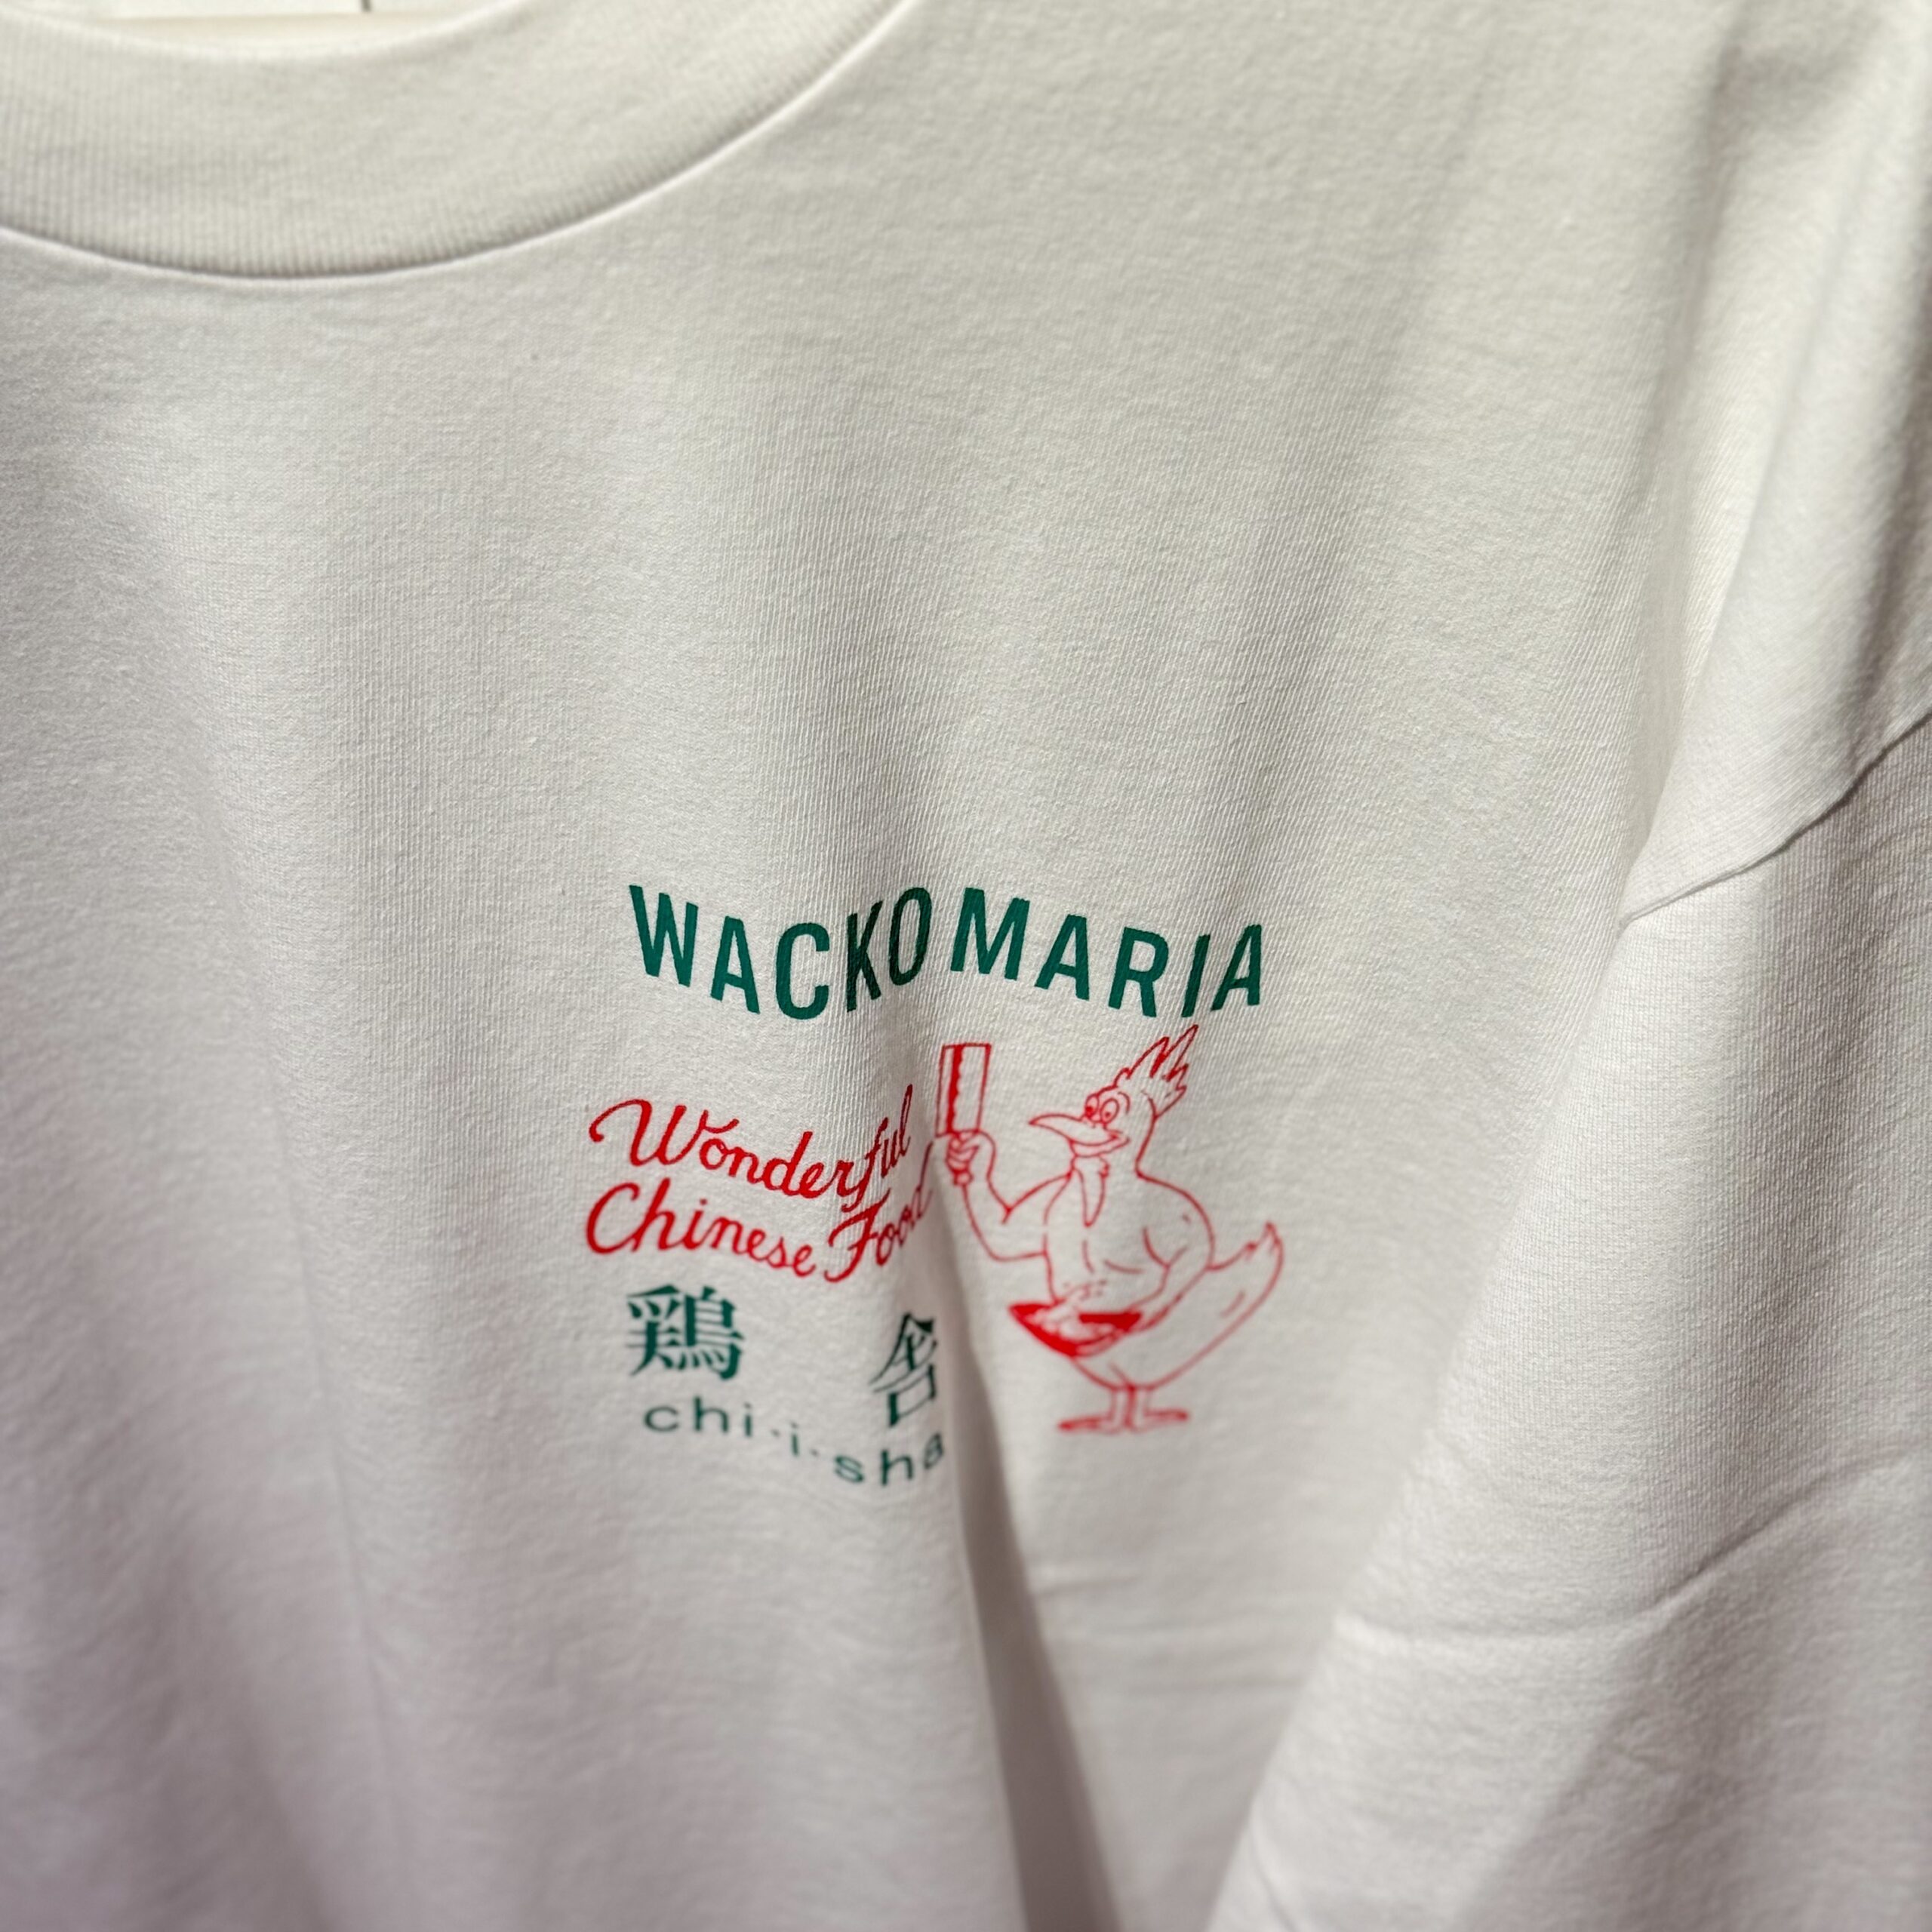 WACKO MARIA
Wonderful
Chinese Food
鶏舎
chi·i·sha